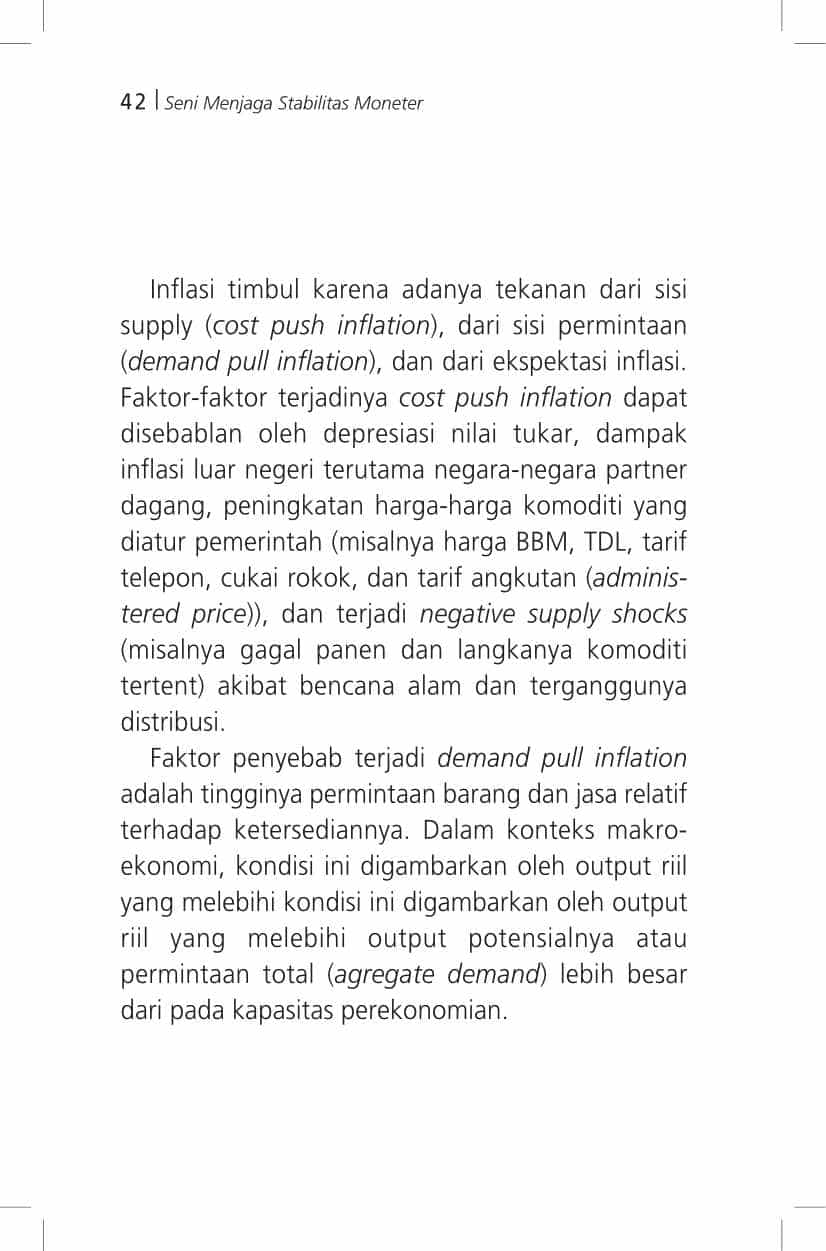 42 | Seni Menjaga Stabilitas Moneter
Inflasi timbul karena adanya tekanan dari sisi
supply (cost push inflation), dari sisi permintaan
(demand pull inflation), dan dari ekspektasi inflasi.
Faktor-faktor terjadinya cost push inflation dapat
disebablan oleh depresiasi nilai tukar, dampak
inflasi luar negeri terutama negara-negara partner
dagang, peningkatan harga-harga komoditi yang
diatur pemerintah (misalnya harga BBM, TDL, tarif
telepon, cukai rokok, dan tarif angkutan (adminis-
tered price)), dan terjadi negative supply shocks
(misalnya gagal panen dan langkanya komoditi
tertent) akibat bencana alam dan terganggunya
distribusi.
Faktor penyebab terjadi demand pull inflation
adalah tingginya permintaan barang dan jasa relatif
terhadap ketersediannya. Dalam konteks makro-
ekonomi, kondisi ini digambarkan oleh output riil
yang melebihi kondisi ini digambarkan oleh output
riil yang melebihi output potensialnya atau
permintaan total (agregate demand) lebih besar
dari pada kapasitas perekonomian.